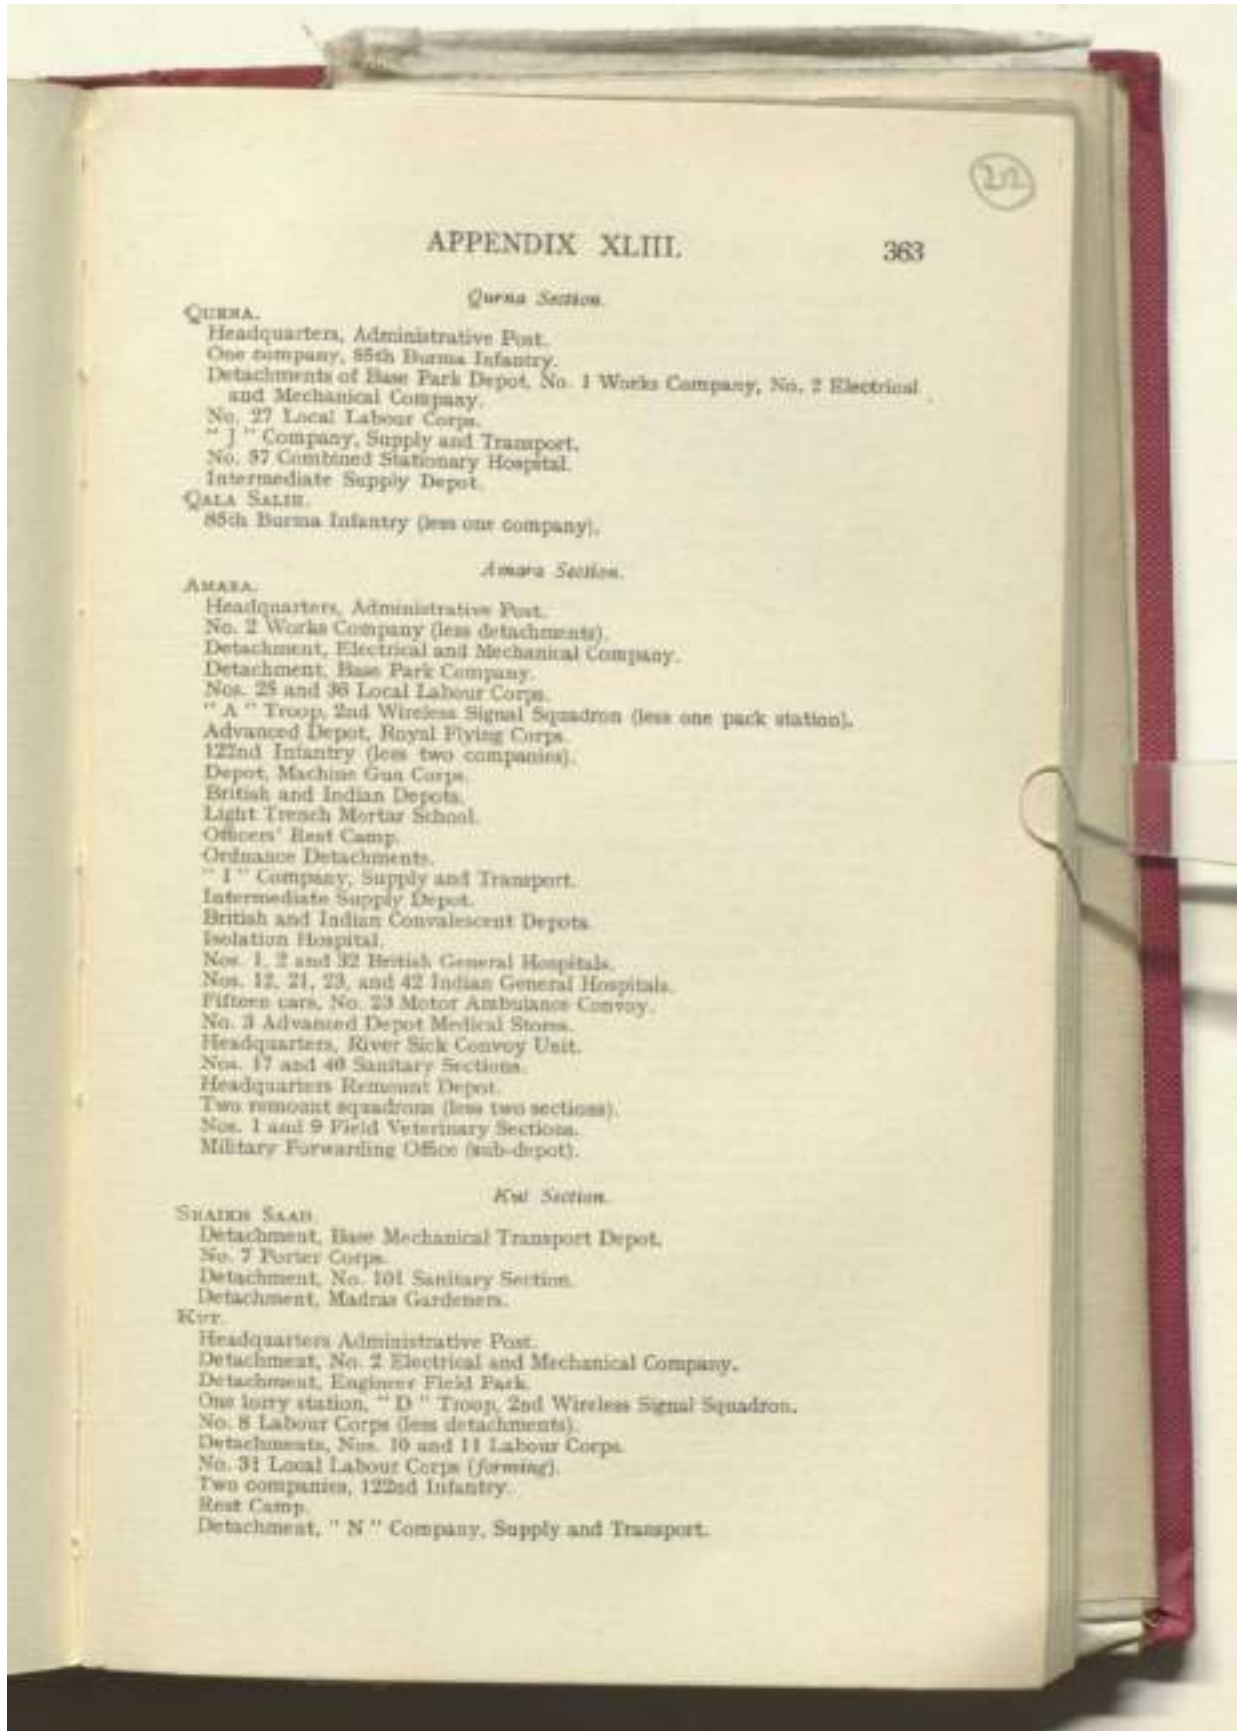 APPENDIX XLIII. 363
Qurna Section.
QURNA.
Headquarters, Administrative Post.
One company, 85th Burma Infantry.
Detachments of Base Park Depot, No. 1 Works Company, No. 2 Electrical
and Mechanical Company.
No. 27 Local Labour Corps.
" J " Company, Supply and Transport.
No. 57 Combined Stationary Hospital.
Intermediate Supply Depot.
QALA SALIH.
85th Burma Infantry (less one company).
Amara Section.
AMARA.
Headquarters, Administrative Post.
No. 2 Works Company (less detachments).
Detachment, Electrical and Mechanical Company.
Detachment, Base Park Company.
Nos. 25 and 36 Local Labour Corps.
" A " Troop, 2nd Wireless Signal Squadron (less one pack station).
Advanced Depot, Royal Flying Corps.
122nd Infantry (less two companies).
Depot, Machine Gun Corps.
British and Indian Depots.
Light Trench Mortar School.
Officers' Rest Camp.
Ordnance Detachments.
" I " Company, Supply and Transport.
Intermediate Supply Depot.
British and Indian Convalescent Depots.
Isolation Hospital.
Nos. 1, 2 and 32 British General Hospitals.
Nos. 12, 21, 23, and 42 Indian General Hospitals.
Fifteen cars, No. 23 Motor Ambulance Convoy.
No. 3 Advanced Depot Medical Stores.
Headquarters, River Sick Convoy Unit.
Nos. 17 and 40 Sanitary Sections.
Headquarters Remount Depot.
Two remount squadrons (less two sections).
Nos. 1 and 9 Field Veterinary Sections.
Military Forwarding Office (sub-depot).
Kut Section.
SHAIKH SAAD.
Detachment, Base Mechanical Transport Depot.
No. 7 Porter Corps.
Detachment, No. 101 Sanitary Section.
Detachment, Madras Gardeners.
KUT.
Headquarters Administrative Post.
Detachment, No. 2 Electrical and Mechanical Company.
Detachment, Engineer Field Park.
One lorry station, " D " Troop, 2nd Wireless Signal Squadron.
No. 8 Labour Corps (less detachments).
Detachments, Nos. 10 and 11 Labour Corps.
No. 31 Local Labour Corps (forming).
Two companies, 122nd Infantry.
Rest Camp.
Detachment, " N " Company, Supply and Transport.